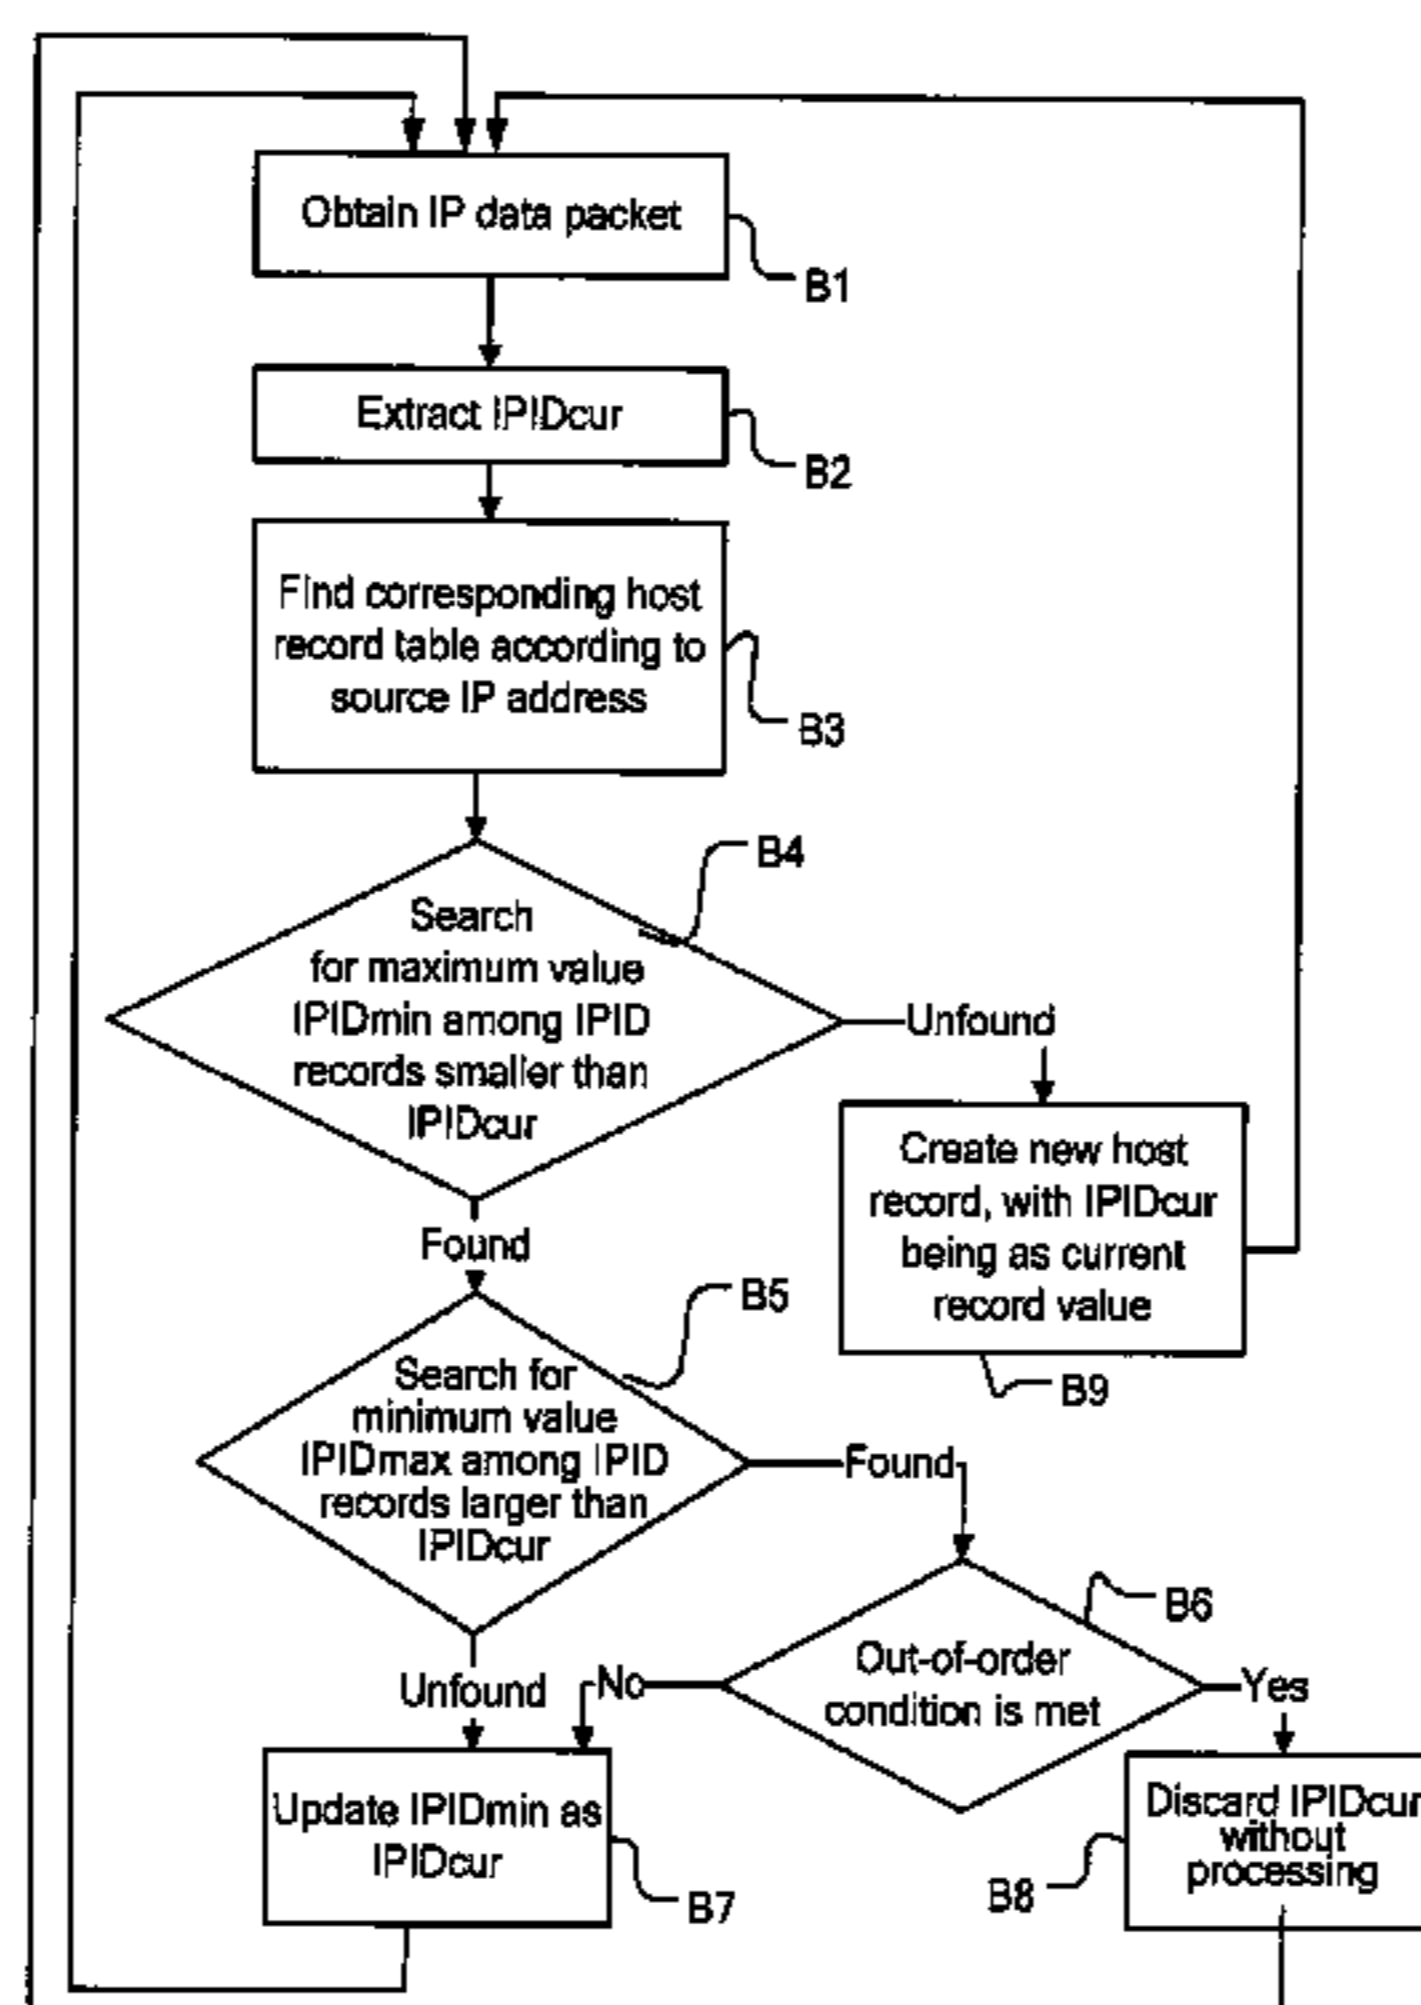 Obtain IP data packet
B1
Extract IPIDcur
B2
Find corresponding host
record table according to
source IP address
B3
B4
Search
for maximum value
IPIDmin among IPID
records smaller than
IPIDcur
Unfound
Create new host
record, with IPIDcur
being as current
record value
B9
Found
B5
Search for
minimum value
IPIDmax among IPID
records larger than
IPIDcur
Found
B6
Out-of-order
condition is met
Unfound
No
Yes
Update IPIDmin as
IPIDcur
B7
Discard IPIDcur
without
processing
B8